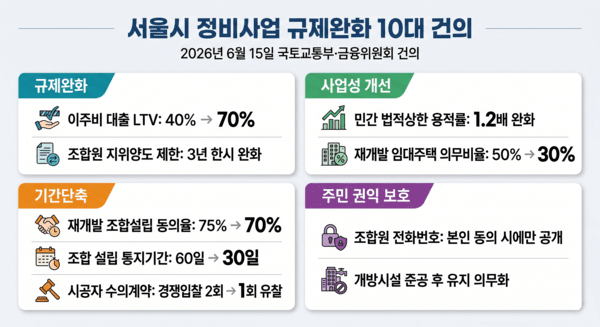 서울시 정비사업 규제완화 10대 건의
2026년 6월 15일 국토교통부·금융위원회 건의
규제완화
이주비 대출 LTV: 40% → 70%
조합원 지위양도 제한: 3년 한시 완화
사업성 개선
민간 법적상한 용적률: 1.2배 완화
재개발 임대주택 의무비율: 50% → 30%
기간단축
재개발 조합설립 동의율: 75% → 70%
조합 설립 통지기간: 60일 → 30일
시공자 수의계약: 경쟁입찰 2회 → 1회 유찰
주민 권익 보호
조합원 전화번호: 본인 동의 시에만 공개
개방시설 준공 후 유지 의무화